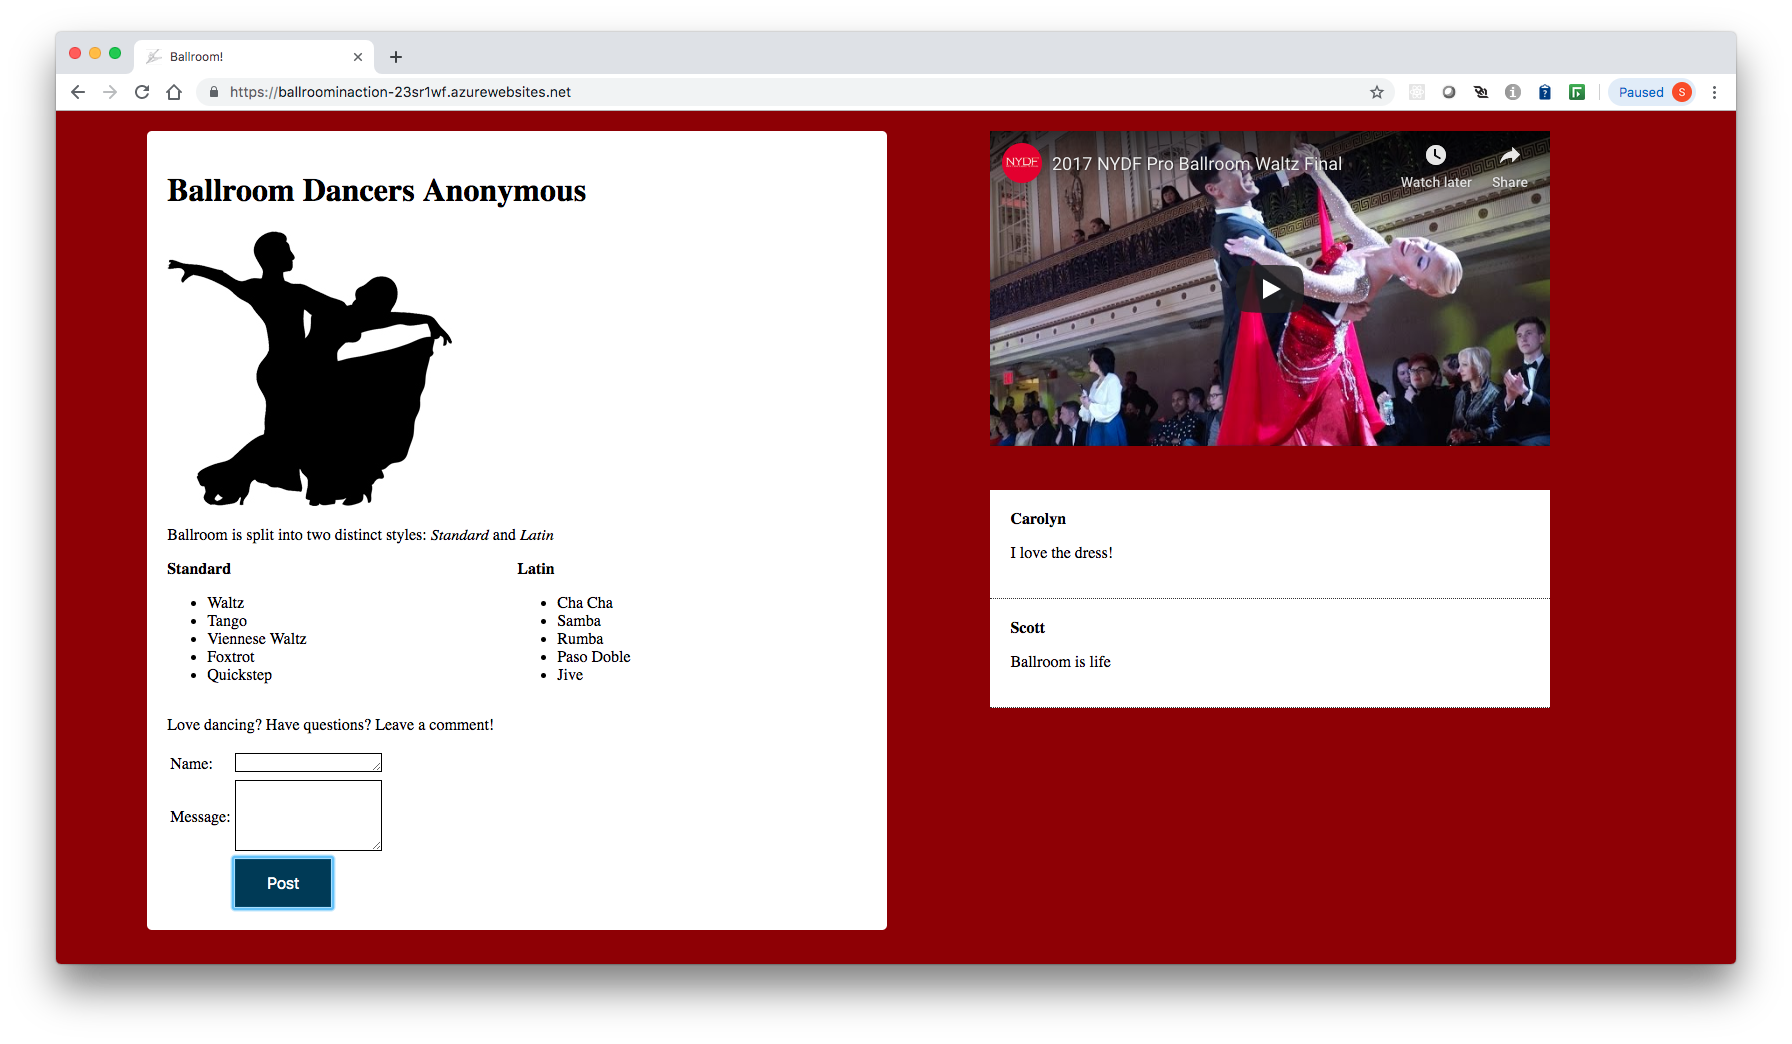 Ballroom!
https://ballroominaction-23sr1wf.azurewebsites.net
Paused S
Ballroom Dancers Anonymous
Ballroom is split into two distinct styles: Standard and Latin
Standard
Waltz
Tango
Viennese Waltz
Foxtrot
Quickstep
Latin
Cha Cha
Samba
Rumba
Paso Doble
Jive
Love dancing? Have questions? Leave a comment!
Name:
Message:
Post
NYDF 2017 NYDF Pro Ballroom Waltz Final
Watch later Share
Carolyn
I love the dress!
Scott
Ballroom is life